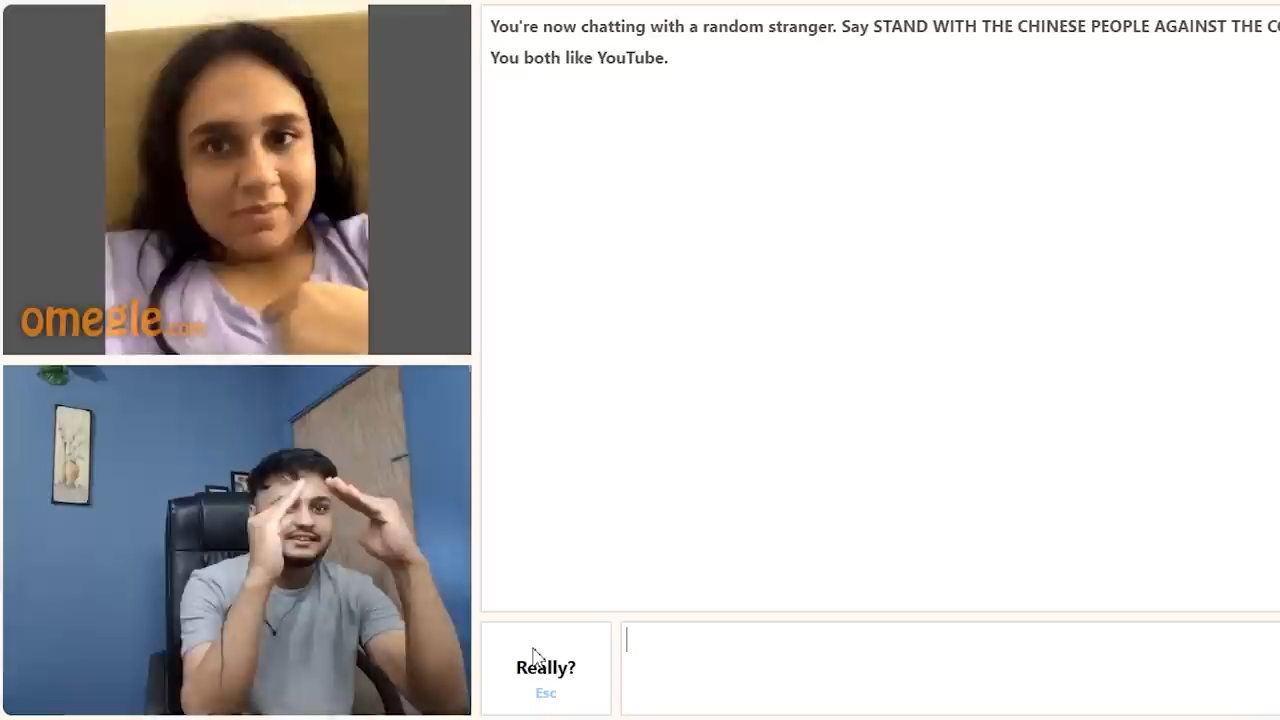 You're now chatting with a random stranger. Say STAND WITH THE CHINESE PEOPLE AGAINST THE
You both like YouTube.
omegle.com
Really?
Esc